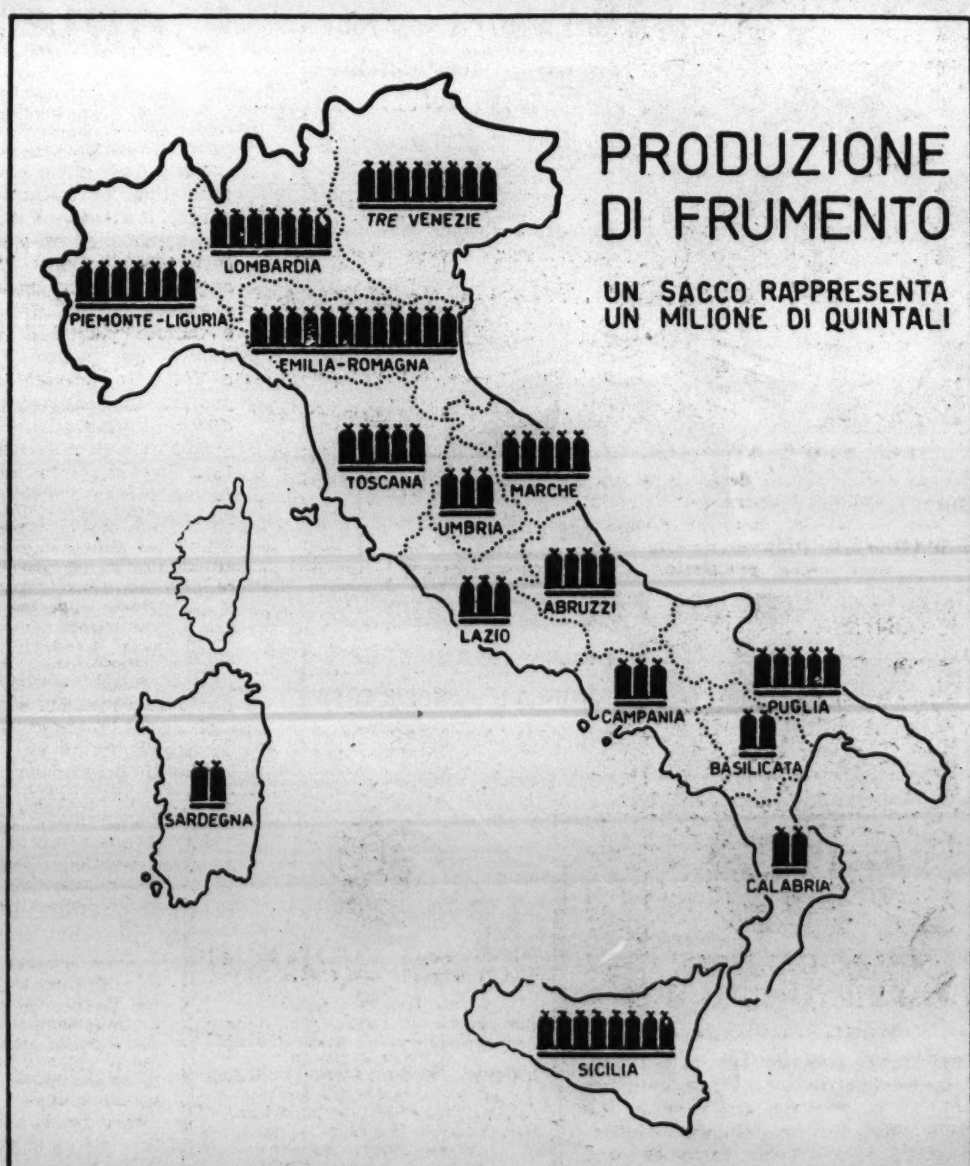 PRODUZIONE
DI FRUMENTO
UN SACCO RAPPRESENTA
UN MILIONE DI QUINTALI
TRE VENEZIE
LOMBARDIA
PIEMONTE-LIGURIA
EMILIA-ROMAGNA
TOSCANA
MARCHE
UMBRIA
ABRUZZI
LAZIO
CAMPANIA
PUGLIA
BASILICATA
SARDEGNA
CALABRIA
SICILIA